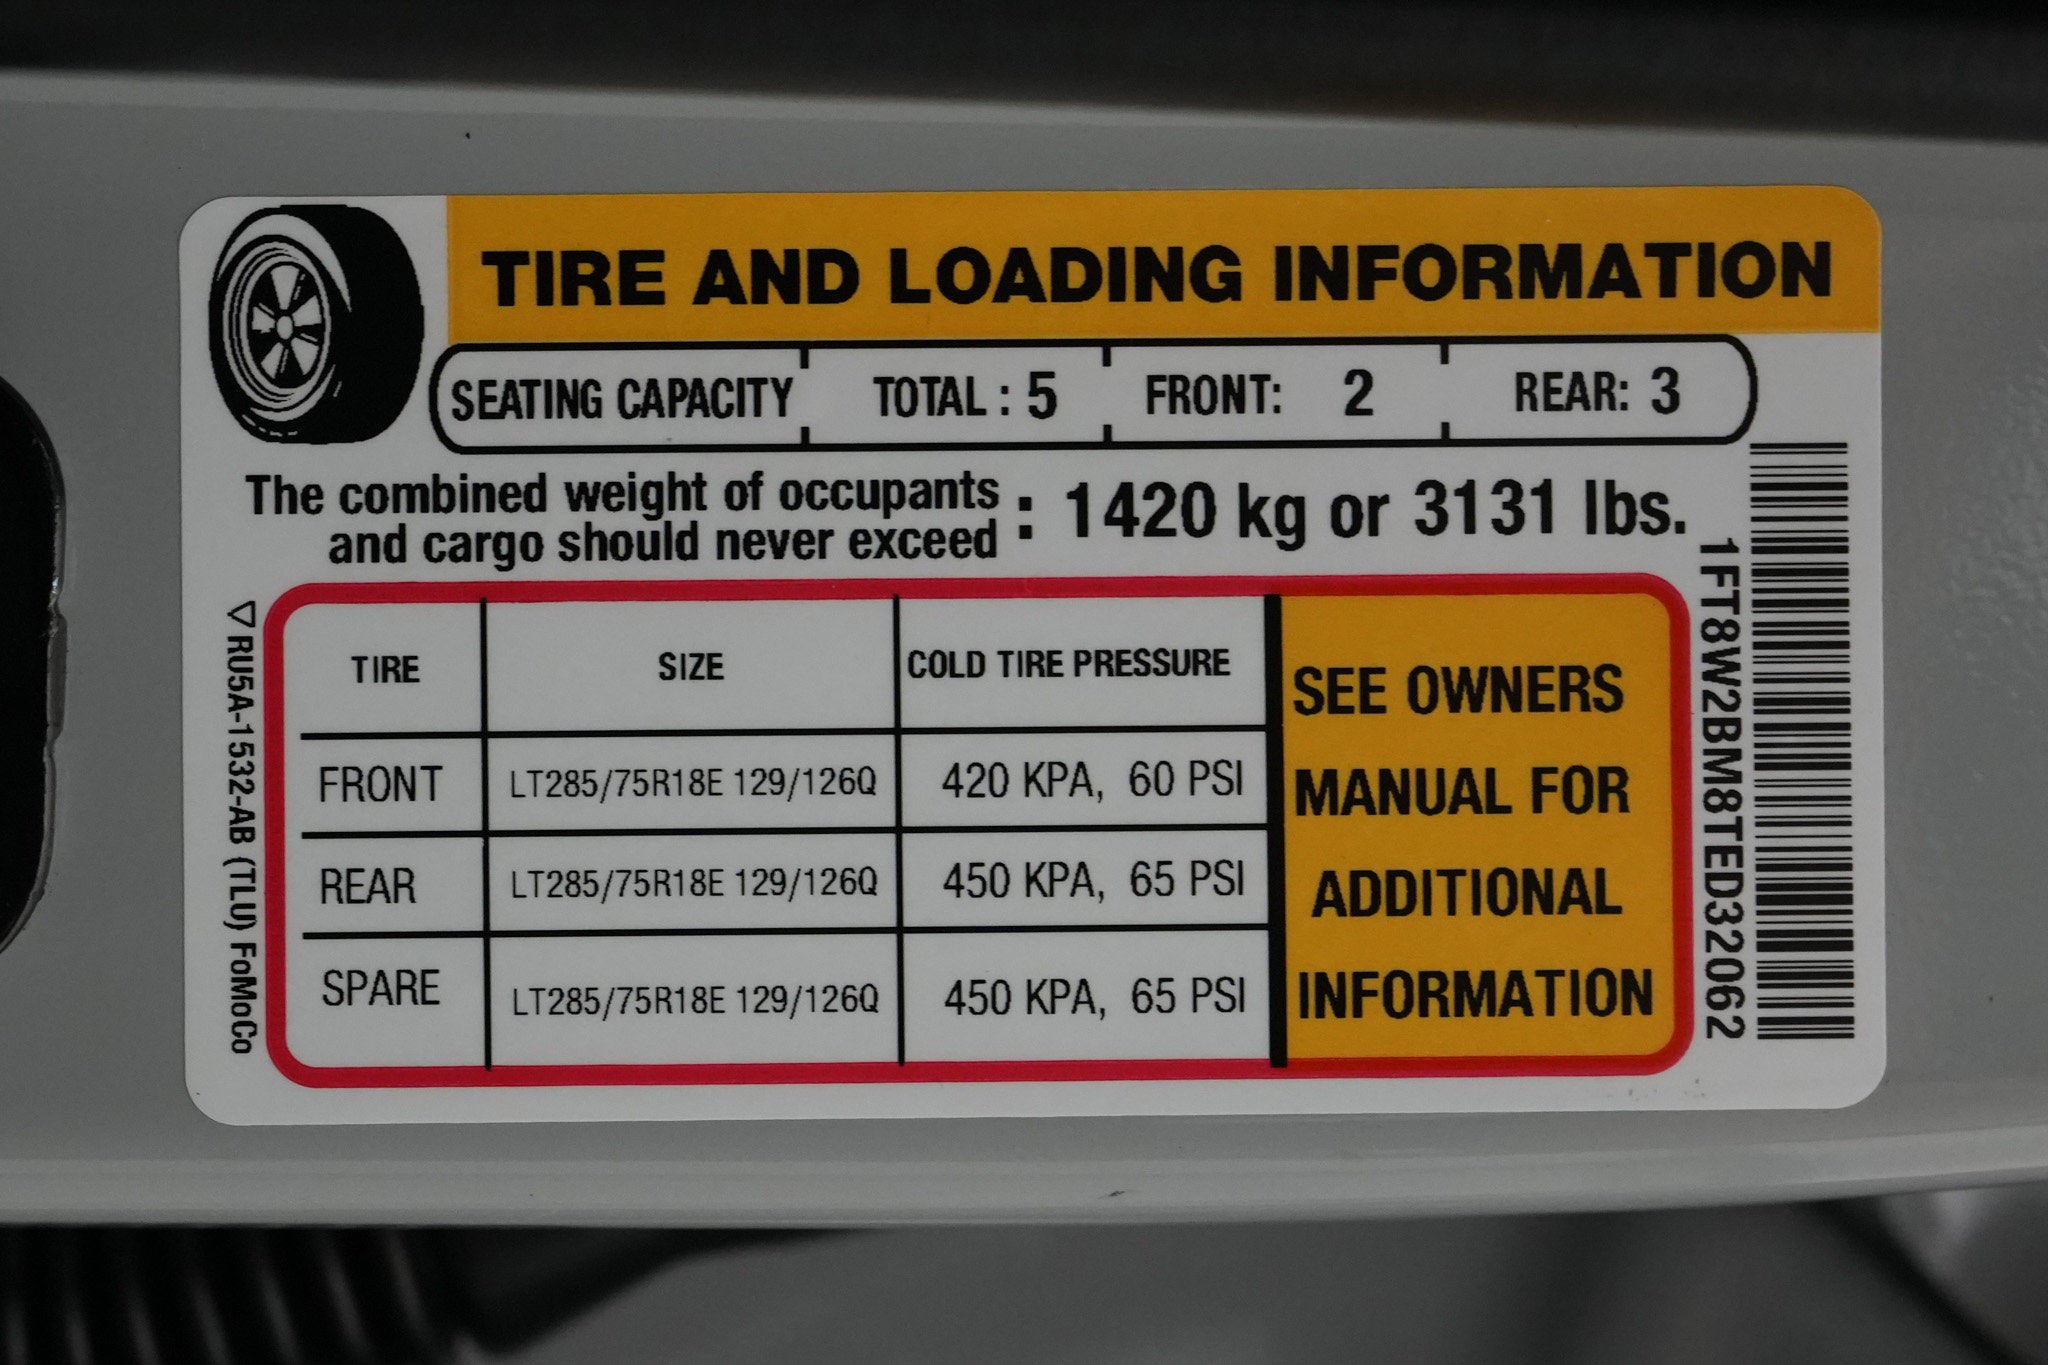 TIRE AND LOADING INFORMATION
SEATING CAPACITY TOTAL : 5 FRONT: 2 REAR: 3
The combined weight of occupants
and cargo should never exceed : 1420 kg or 3131 lbs.
TIRE SIZE COLD TIRE PRESSURE
FRONT LT285/75R18E 129/126Q 420 KPA, 60 PSI
REAR LT285/75R18E 129/126Q 450 KPA, 65 PSI
SPARE LT285/75R18E 129/126Q 450 KPA, 65 PSI
SEE OWNERS
MANUAL FOR
ADDITIONAL
INFORMATION
RU5A-1532-AB (TLU) FoMoCo
1FT8W2BM8TED32062